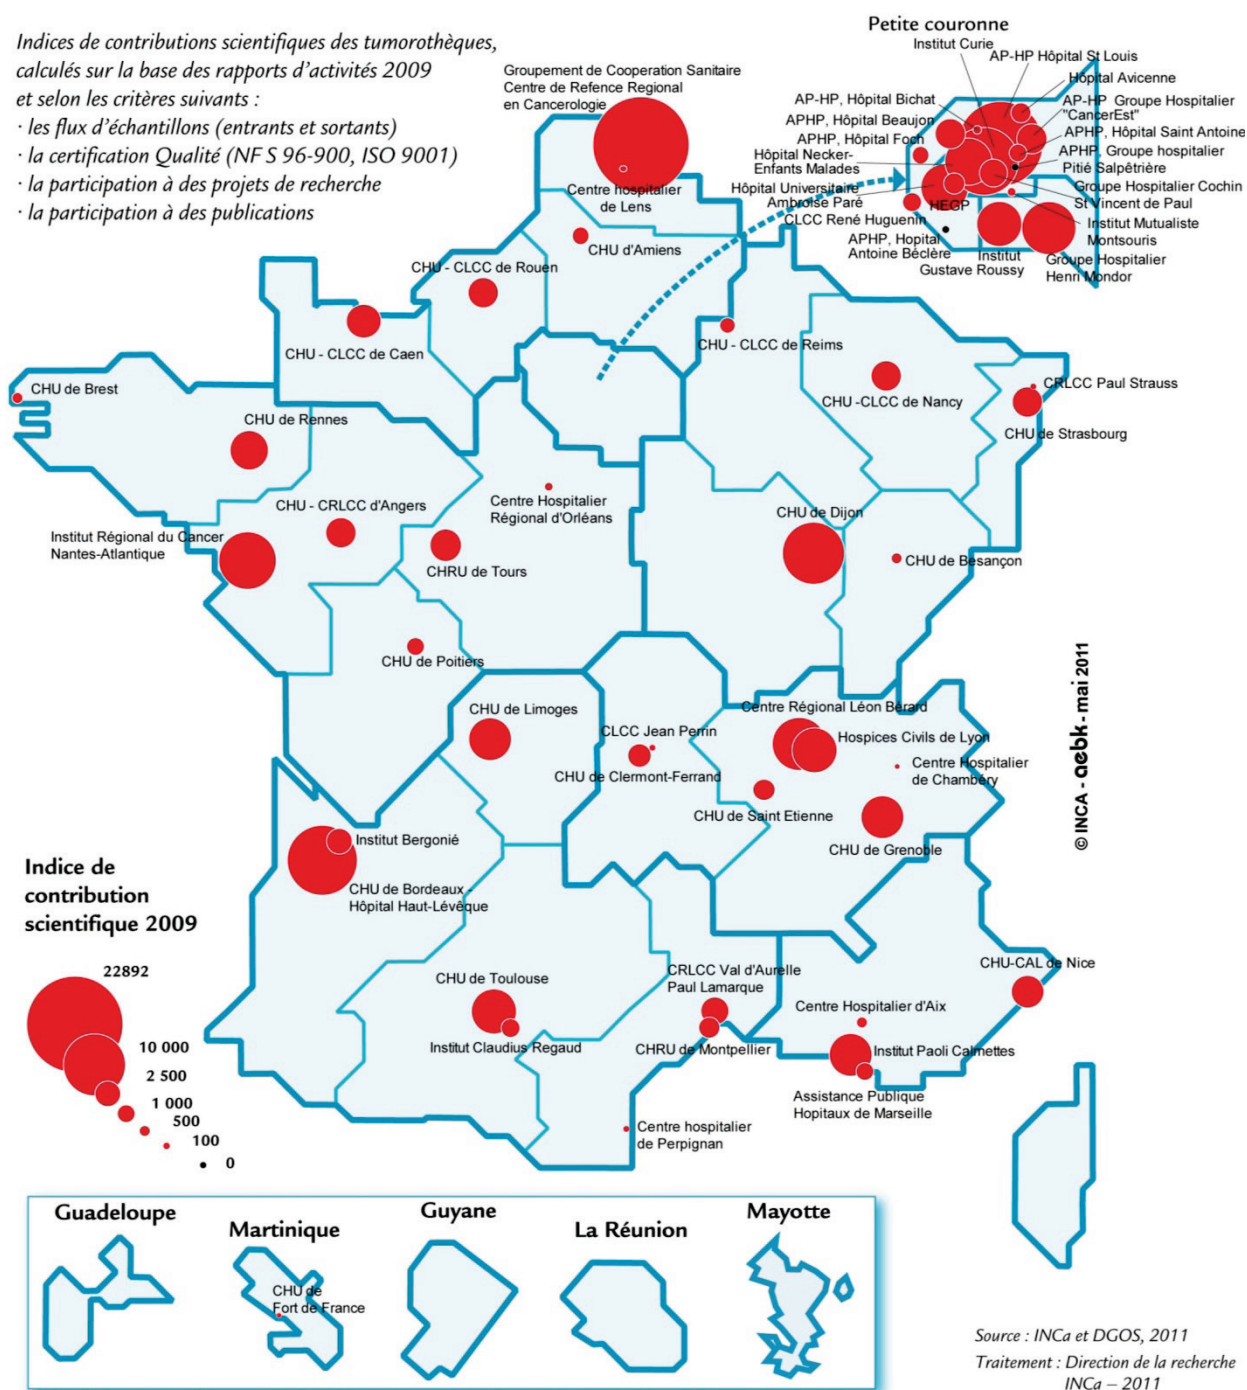 Indices de contributions scientifiques des tumorothèques,
calculés sur la base des rapports d'activités 2009
et selon les critères suivants :
· les flux d'échantillons (entrants et sortants)
· la certification Qualité (NF S 96-900, ISO 9001)
· la participation à des projets de recherche
· la participation à des publications
Groupement de Cooperation Sanitaire
Centre de Refence Regional
en Cancerologie
Centre hospitalier
de Lens
Petite couronne
Institut Curie
AP-HP Hôpital St Louis
Hôpital Avicenne
AP-HP, Hôpital Bichat
AP-HP Groupe Hospitalier
"CancerEst"
APHP, Hôpital Beaujon
APHP, Hôpital Saint Antoine
APHP, Hôpital Foch
APHP, Groupe hospitalier
Pitié Salpêtrière
Hôpital Necker-
Enfants Malades
Groupe Hospitalier Cochin
St Vincent de Paul
Hôpital Universitaire
Ambroise Paré
HEGP
CLCC René Huguenin
Institut Mutualiste
Montsouris
APHP, Hopital
Antoine Béclère
Institut
Gustave Roussy
Groupe Hospitalier
Henri Mondor
CHU d'Amiens
CHU - CLCC de Rouen
CHU - CLCC de Caen
CHU - CLCC de Reims
CHU de Brest
CHU -CLCC de Nancy
CRLCC Paul Strauss
CHU de Strasbourg
CHU de Rennes
CHU - CRLCC d'Angers
Centre Hospitalier
Régional d'Orléans
CHU de Dijon
Institut Régional du Cancer
Nantes-Atlantique
CHRU de Tours
CHU de Besançon
CHU de Poitiers
CHU de Limoges
CLCC Jean Perrin
CHU de Clermont-Ferrand
Centre Régional Léon Bérard
Hospices Civils de Lyon
Centre Hospitalier
de Chambéry
CHU de Saint Etienne
CHU de Grenoble
© INCA - aebk - mai 2011
Institut Bergonié
CHU de Bordeaux -
Hôpital Haut-Lévêque
Indice de
contribution
scientifique 2009
22892
10 000
2 500
1 000
500
100
0
CHU de Toulouse
Institut Claudius Regaud
CRLCC Val d'Aurelle
Paul Lamarque
CHRU de Montpellier
CHU-CAL de Nice
Centre Hospitalier d'Aix
Institut Paoli Calmettes
Assistance Publique
Hopitaux de Marseille
Centre hospitalier
de Perpignan
Guadeloupe
Martinique
CHU de
Fort de France
Guyane
La Réunion
Mayotte
Source : INCa et DGOS, 2011
Traitement : Direction de la recherche
INCa – 2011